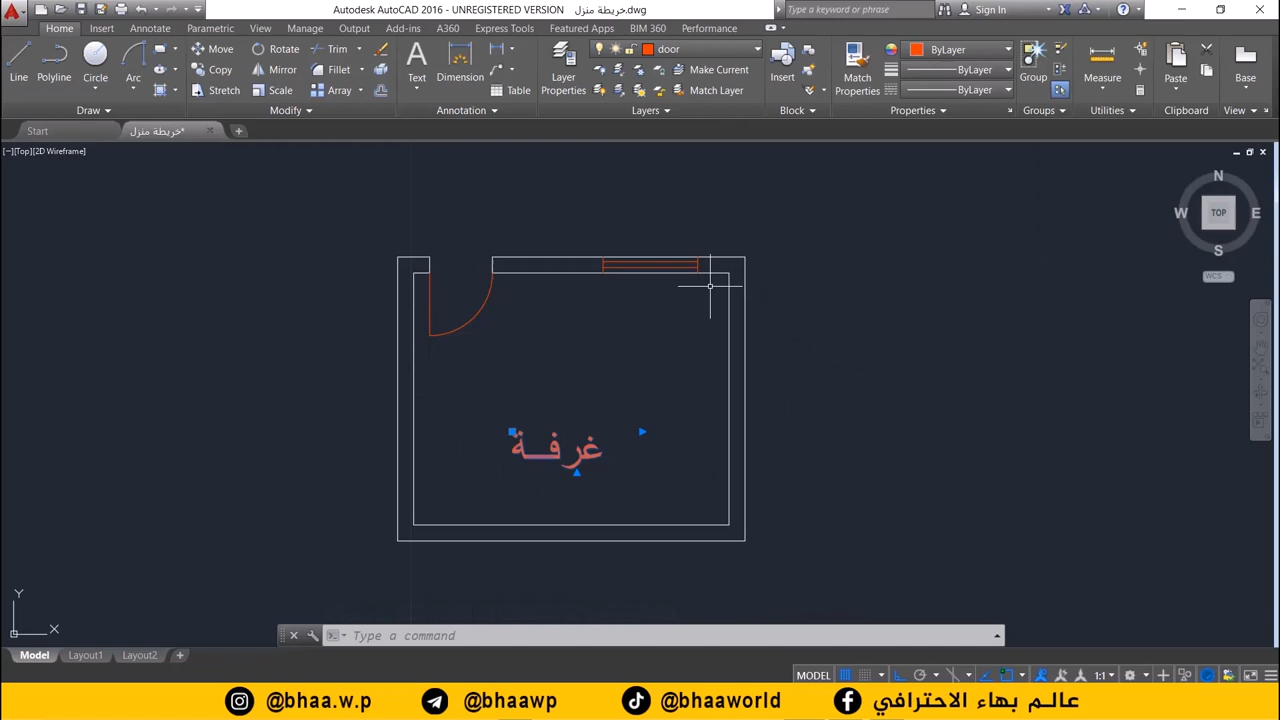 Autodesk AutoCAD 2016 - UNREGISTERED VERSION خريطة منزل.dwg
Type a keyword or phrase
Sign In
Home Insert Annotate Parametric View Manage Output Add-ins A360 Express Tools Featured Apps BIM 360 Performance
Line Polyline Circle Arc
Move Rotate Trim
Copy Mirror Fillet
Stretch Scale Array
Text Dimension Table
Layer Properties
door
Make Current
Match Layer
Insert
Match Properties
ByLayer
ByLayer
ByLayer
Group Measure Paste Base
Draw Modify Annotation Layers Block Properties Groups Utilities Clipboard View
Start خريطة منزل*
[−][Top][2D Wireframe]
N
W TOP E
S
WCS
غرفـــة
Y
X
Type a command
Model Layout1 Layout2
MODEL 1:1
@bhaa.w.p @bhaawp @bhaaworld عالـم بهاء الاحترافي